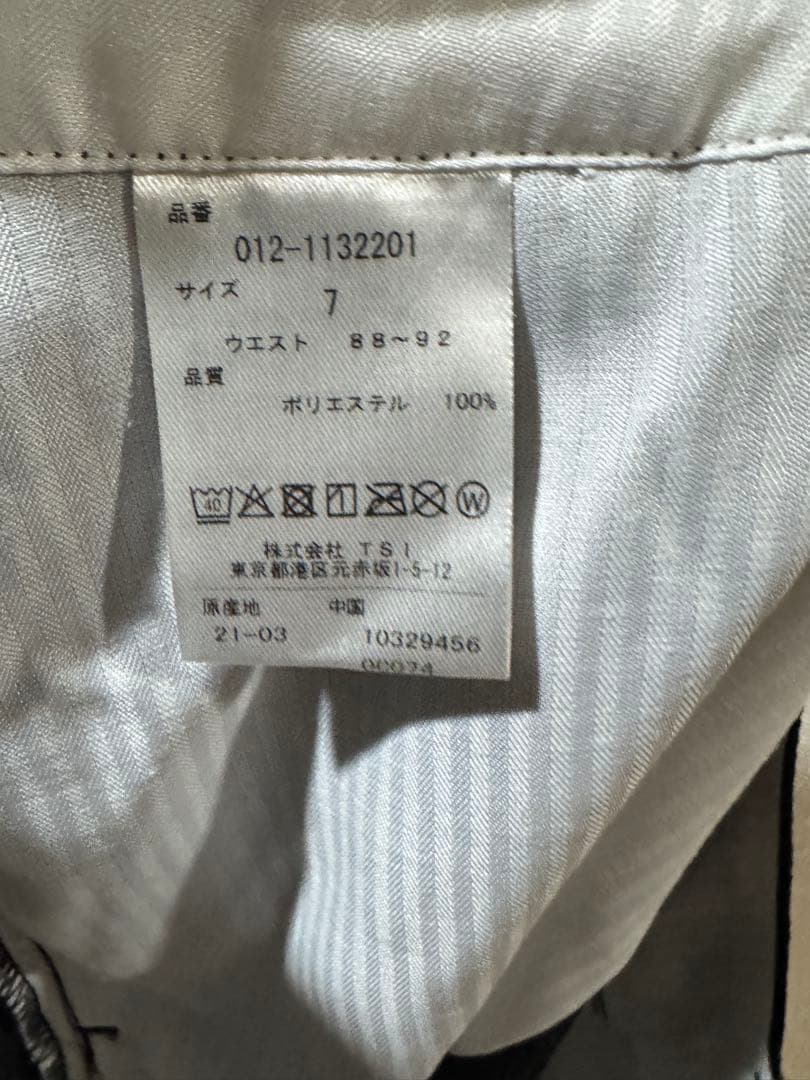 品番
012-1132201
サイズ 7
ウエスト 88〜92
品質
ポリエステル 100%
40
W
株式会社 TSI
東京都港区元赤坂1-5-12
原産地 中国
21-03 10329456